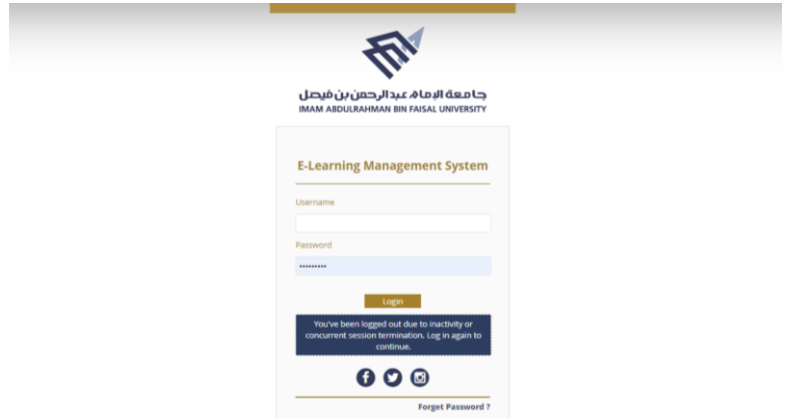 جامعة الإمام عبدالرحمن بن فيصل
IMAM ABDULRAHMAN BIN FAISAL UNIVERSITY
E-Learning Management System
Username
Password
Login
You've been logged out due to inactivity or
concurrent session termination. Log in again to
continue.
Forget Password ?